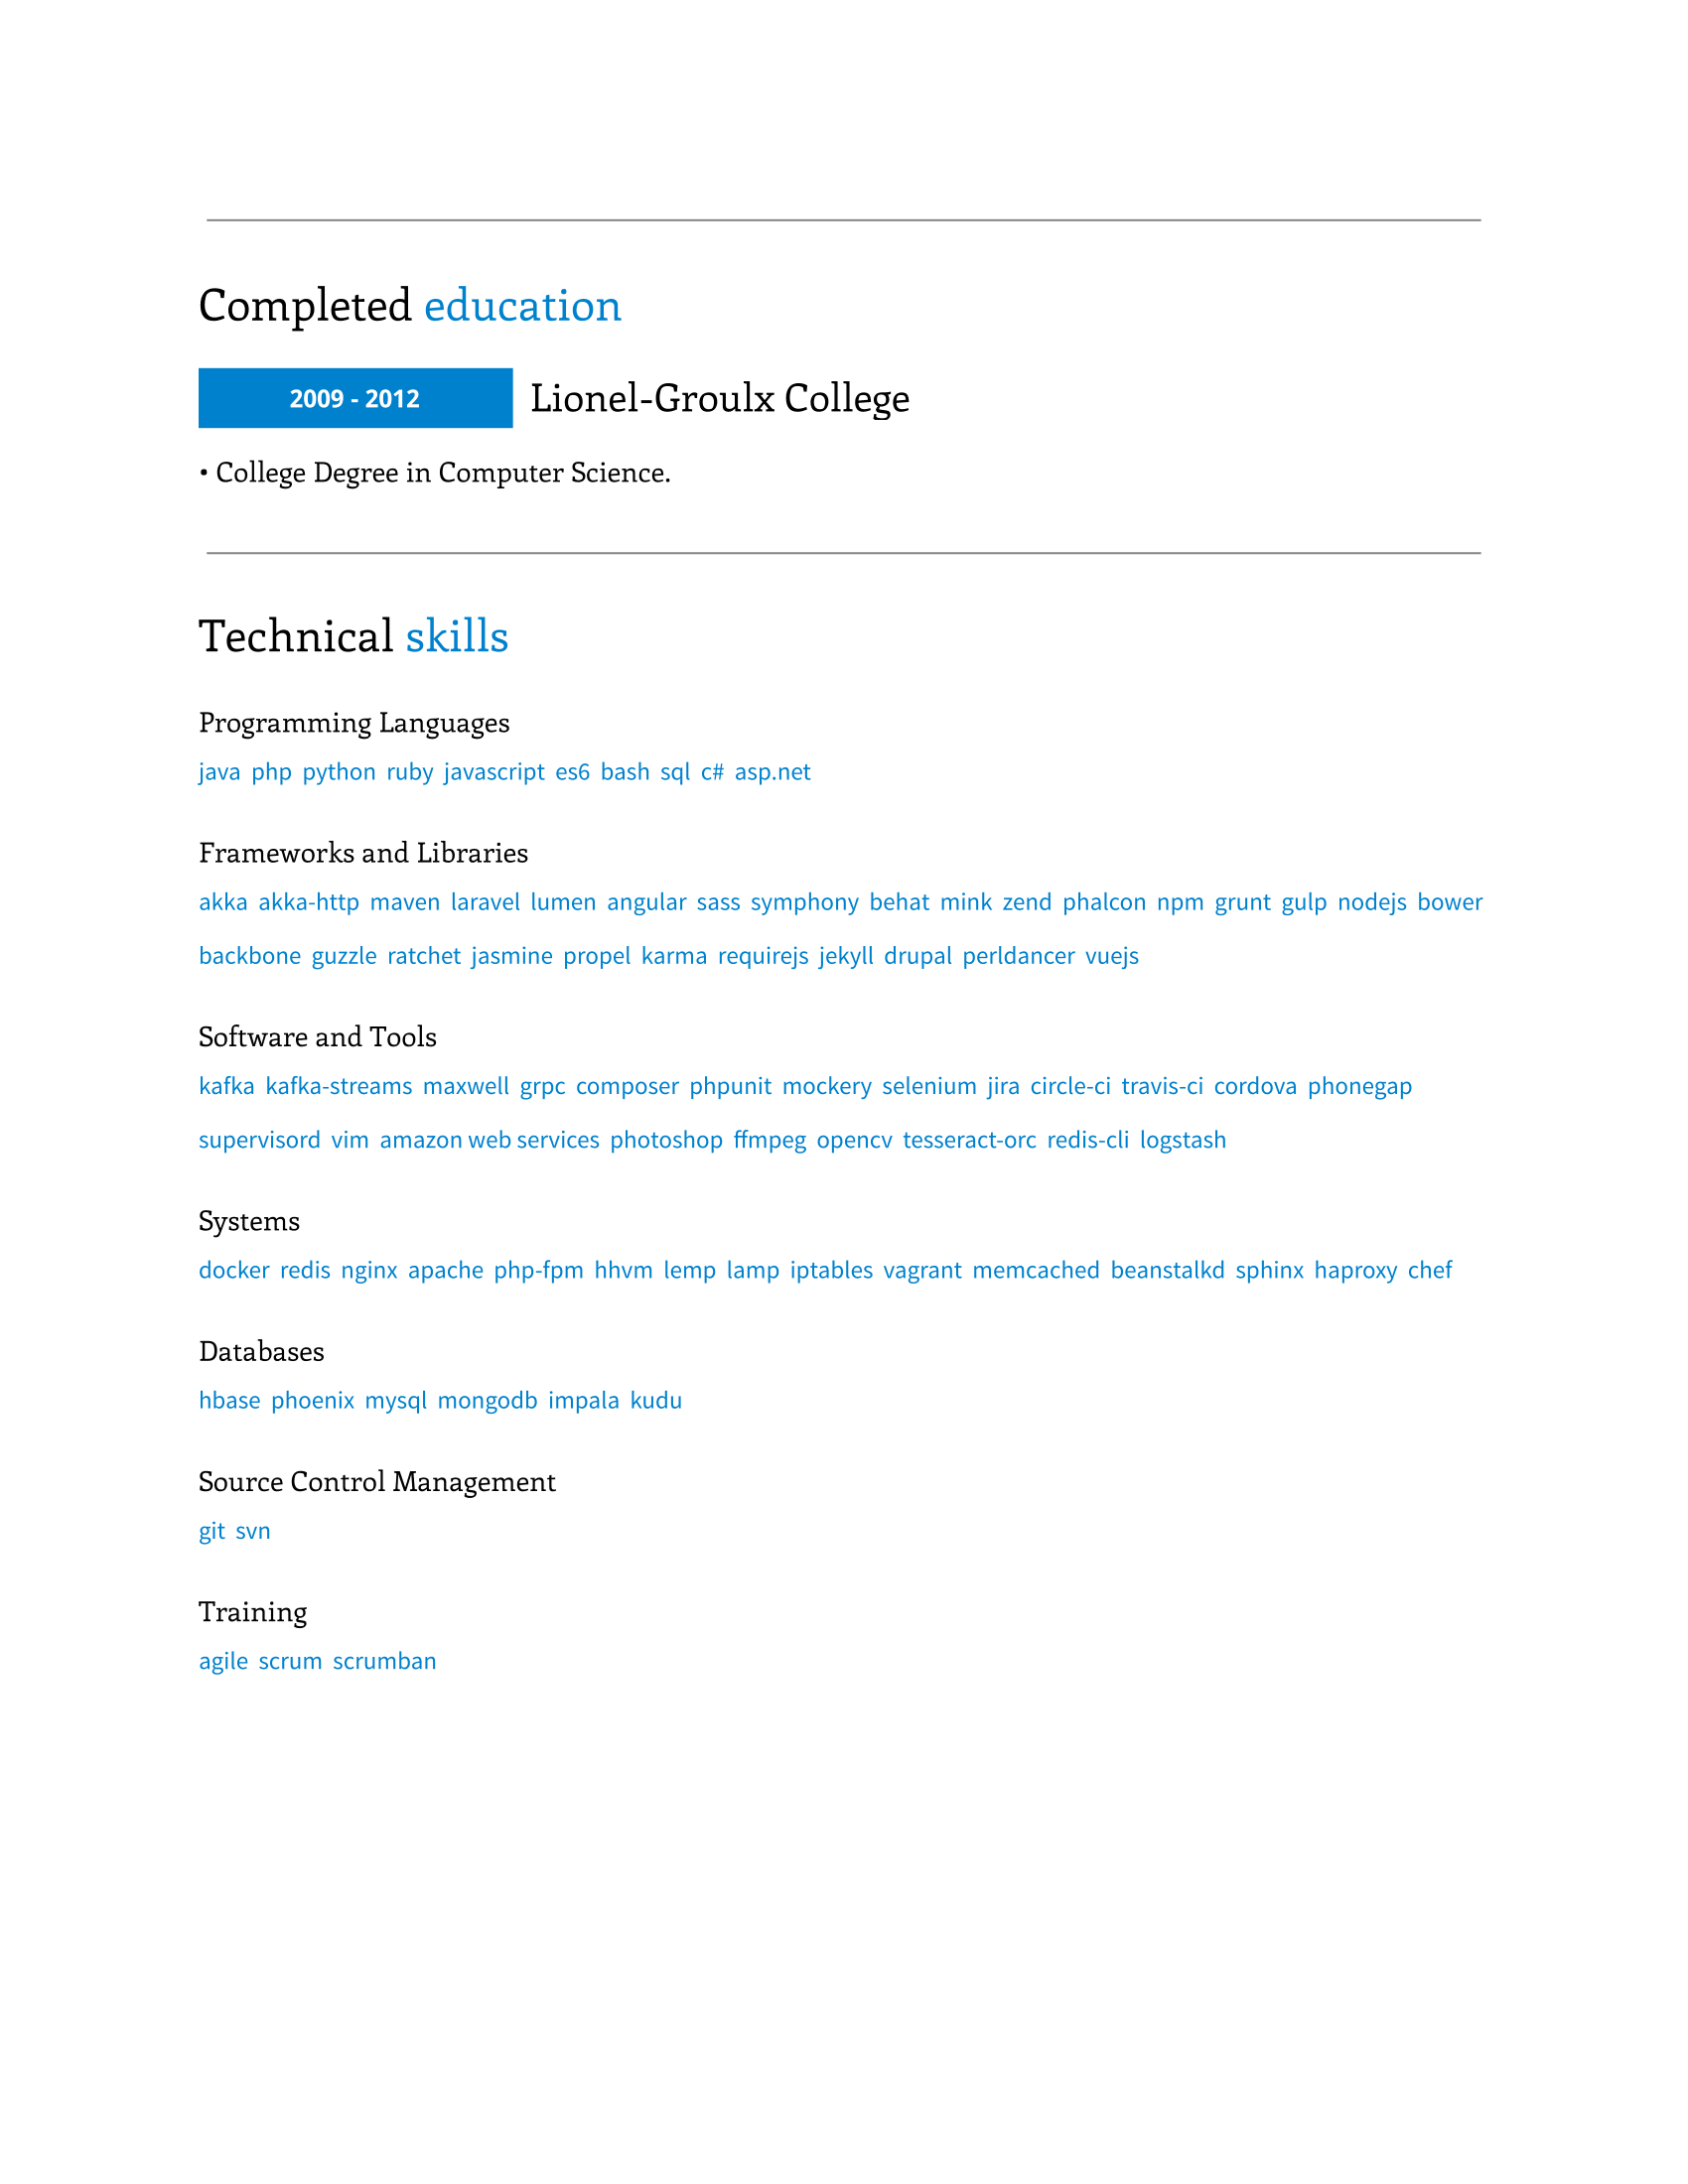 Completed education
2009 - 2012 Lionel-Groulx College
• College Degree in Computer Science.
Technical skills
Programming Languages
java php python ruby javascript es6 bash sql c# asp.net
Frameworks and Libraries
akka akka-http maven laravel lumen angular sass symphony behat mink zend phalcon npm grunt gulp nodejs bower
backbone guzzle ratchet jasmine propel karma requirejs jekyll drupal perldancer vuejs
Software and Tools
kafka kafka-streams maxwell grpc composer phpunit mockery selenium jira circle-ci travis-ci cordova phonegap
supervisord vim amazon web services photoshop ffmpeg opencv tesseract-orc redis-cli logstash
Systems
docker redis nginx apache php-fpm hhvm lemp lamp iptables vagrant memcached beanstalkd sphinx haproxy chef
Databases
hbase phoenix mysql mongodb impala kudu
Source Control Management
git svn
Training
agile scrum scrumban